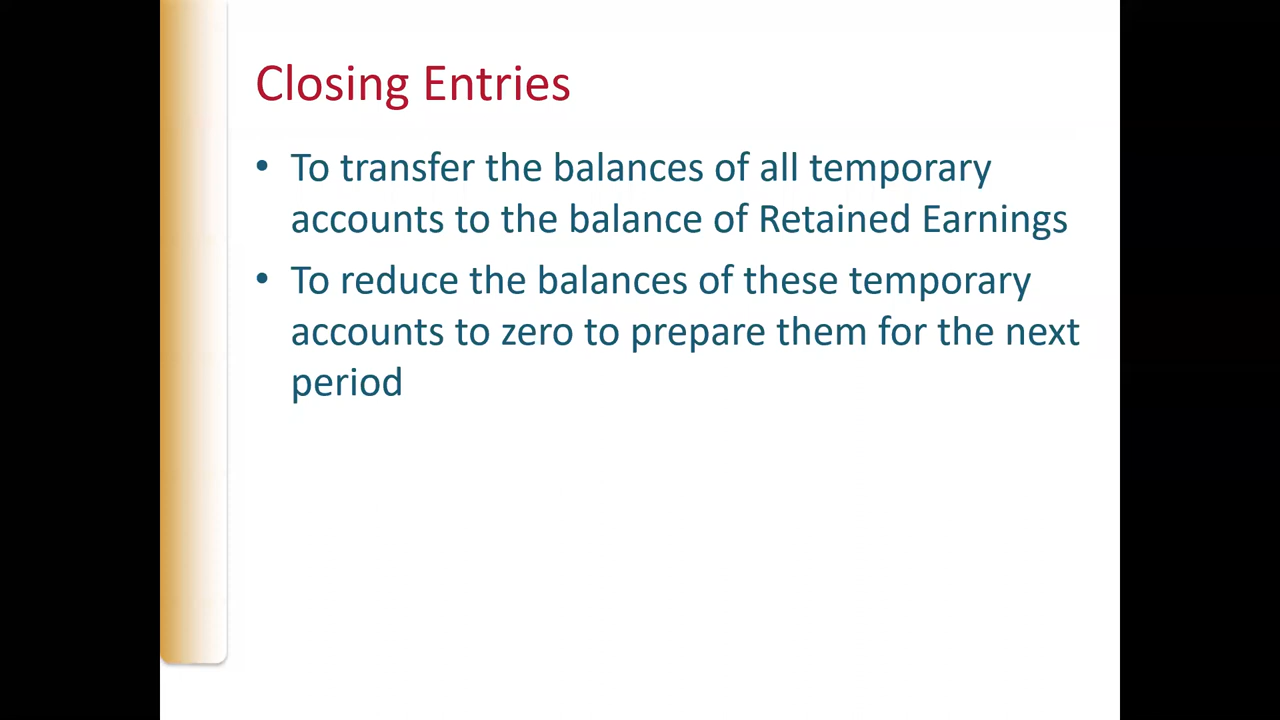 Closing Entries
• To transfer the balances of all temporary
accounts to the balance of Retained Earnings
• To reduce the balances of these temporary
accounts to zero to prepare them for the next
period